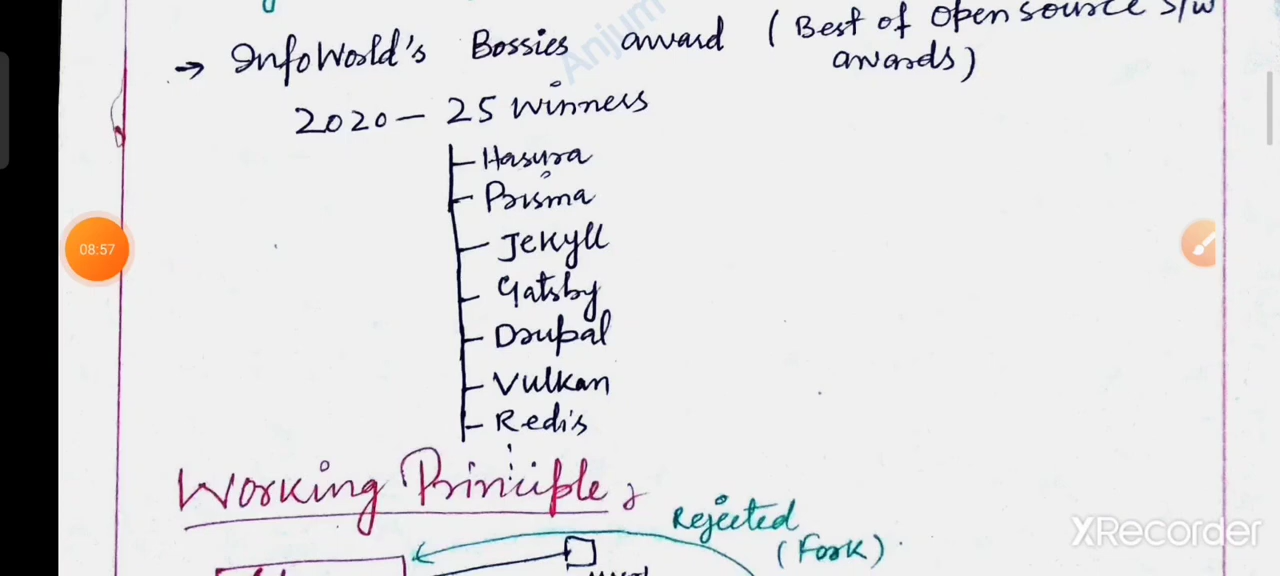 → InfoWorld's Bossies award (Best of Open source S/W
awards)
2020 - 25 winners
Hasura
Prisma
Jekyll
Gatsby
Drupal
Vulkan
Redis
Working Principle
Rejected
(Fork)
Anjum
08:57
XRecorder